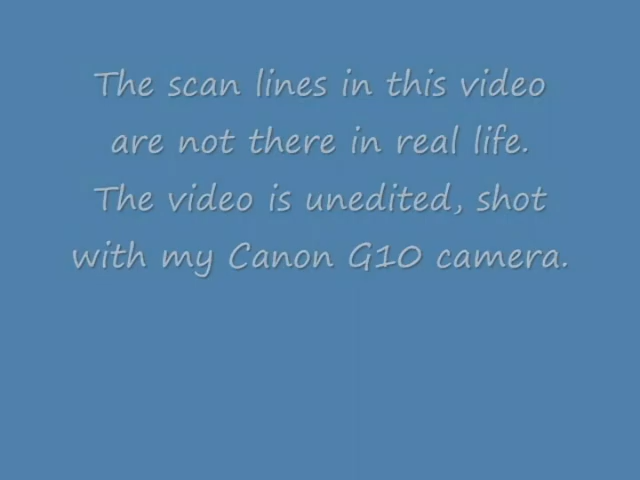 The scan lines in this video
are not there in real life.
The video is unedited, shot
with my Canon G10 camera.